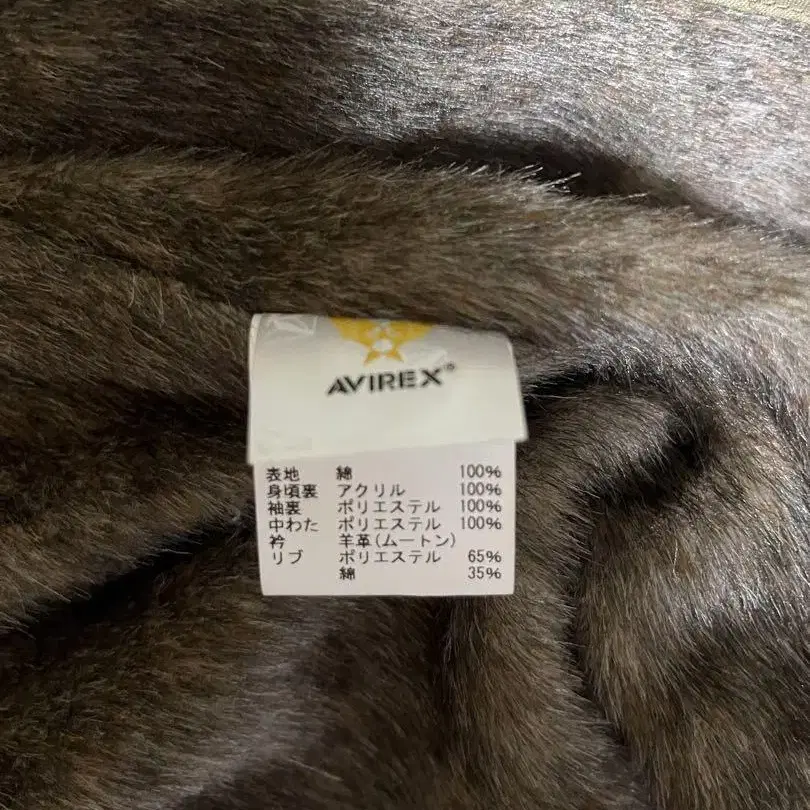 AVIREX®
表地 綿 100%
身頃裏 アクリル 100%
袖裏 ポリエステル 100%
中わた ポリエステル 100%
衿 羊革(ムートン)
リブ ポリエステル 65%
綿 35%